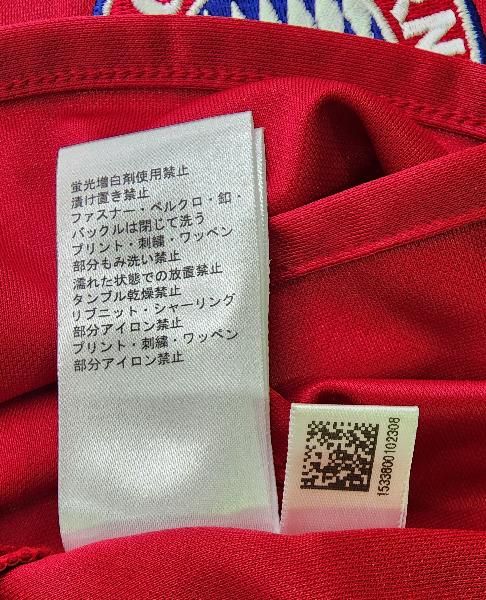 蛍光増白剤使用禁止
漬け置き禁止
ファスナー・ベルクロ・釦・
バックルは閉じて洗う
プリント・刺繍・ワッペン
部分もみ洗い禁止
濡れた状態での放置禁止
タンブル乾燥禁止
リブニット・シャーリング
部分アイロン禁止
プリント・刺繍・ワッペン
部分アイロン禁止
1533800102308